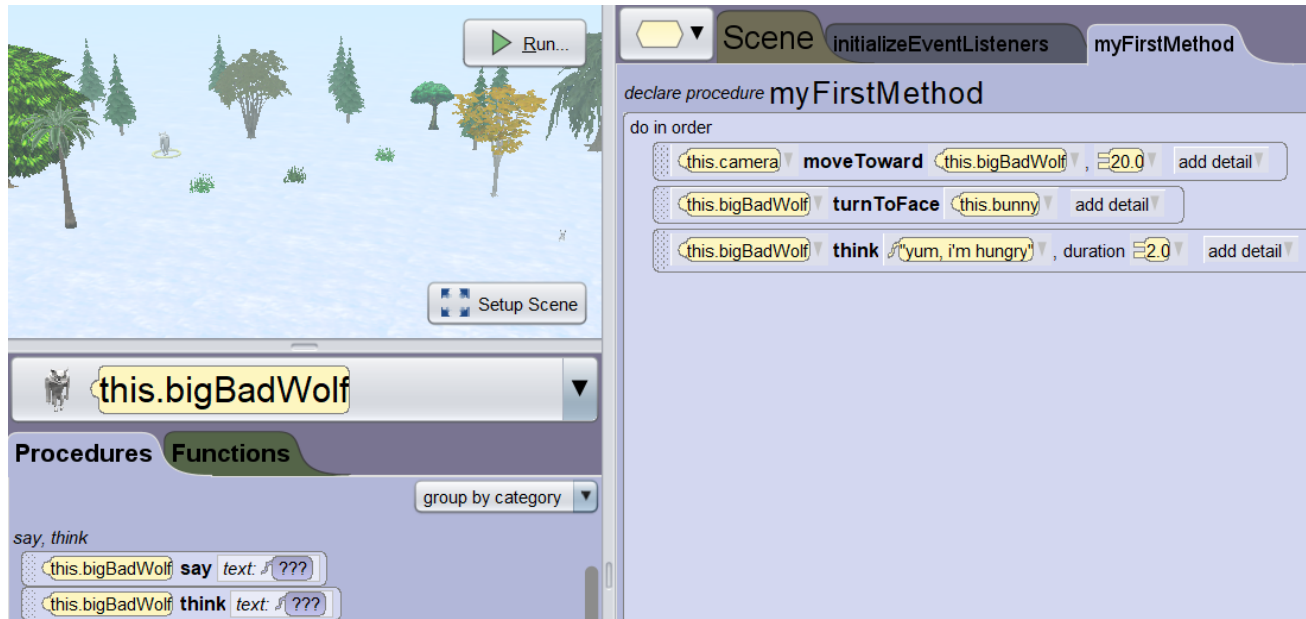 Run...
Setup Scene
this.bigBadWolf
Procedures Functions
group by category
say, think
this.bigBadWolf say text: ???
this.bigBadWolf think text: ???
Scene initializeEventListeners myFirstMethod
declare procedure myFirstMethod
do in order
this.camera moveToward this.bigBadWolf , 20.0 add detail
this.bigBadWolf turnToFace this.bunny add detail
this.bigBadWolf think "yum, i'm hungry" , duration 2.0 add detail